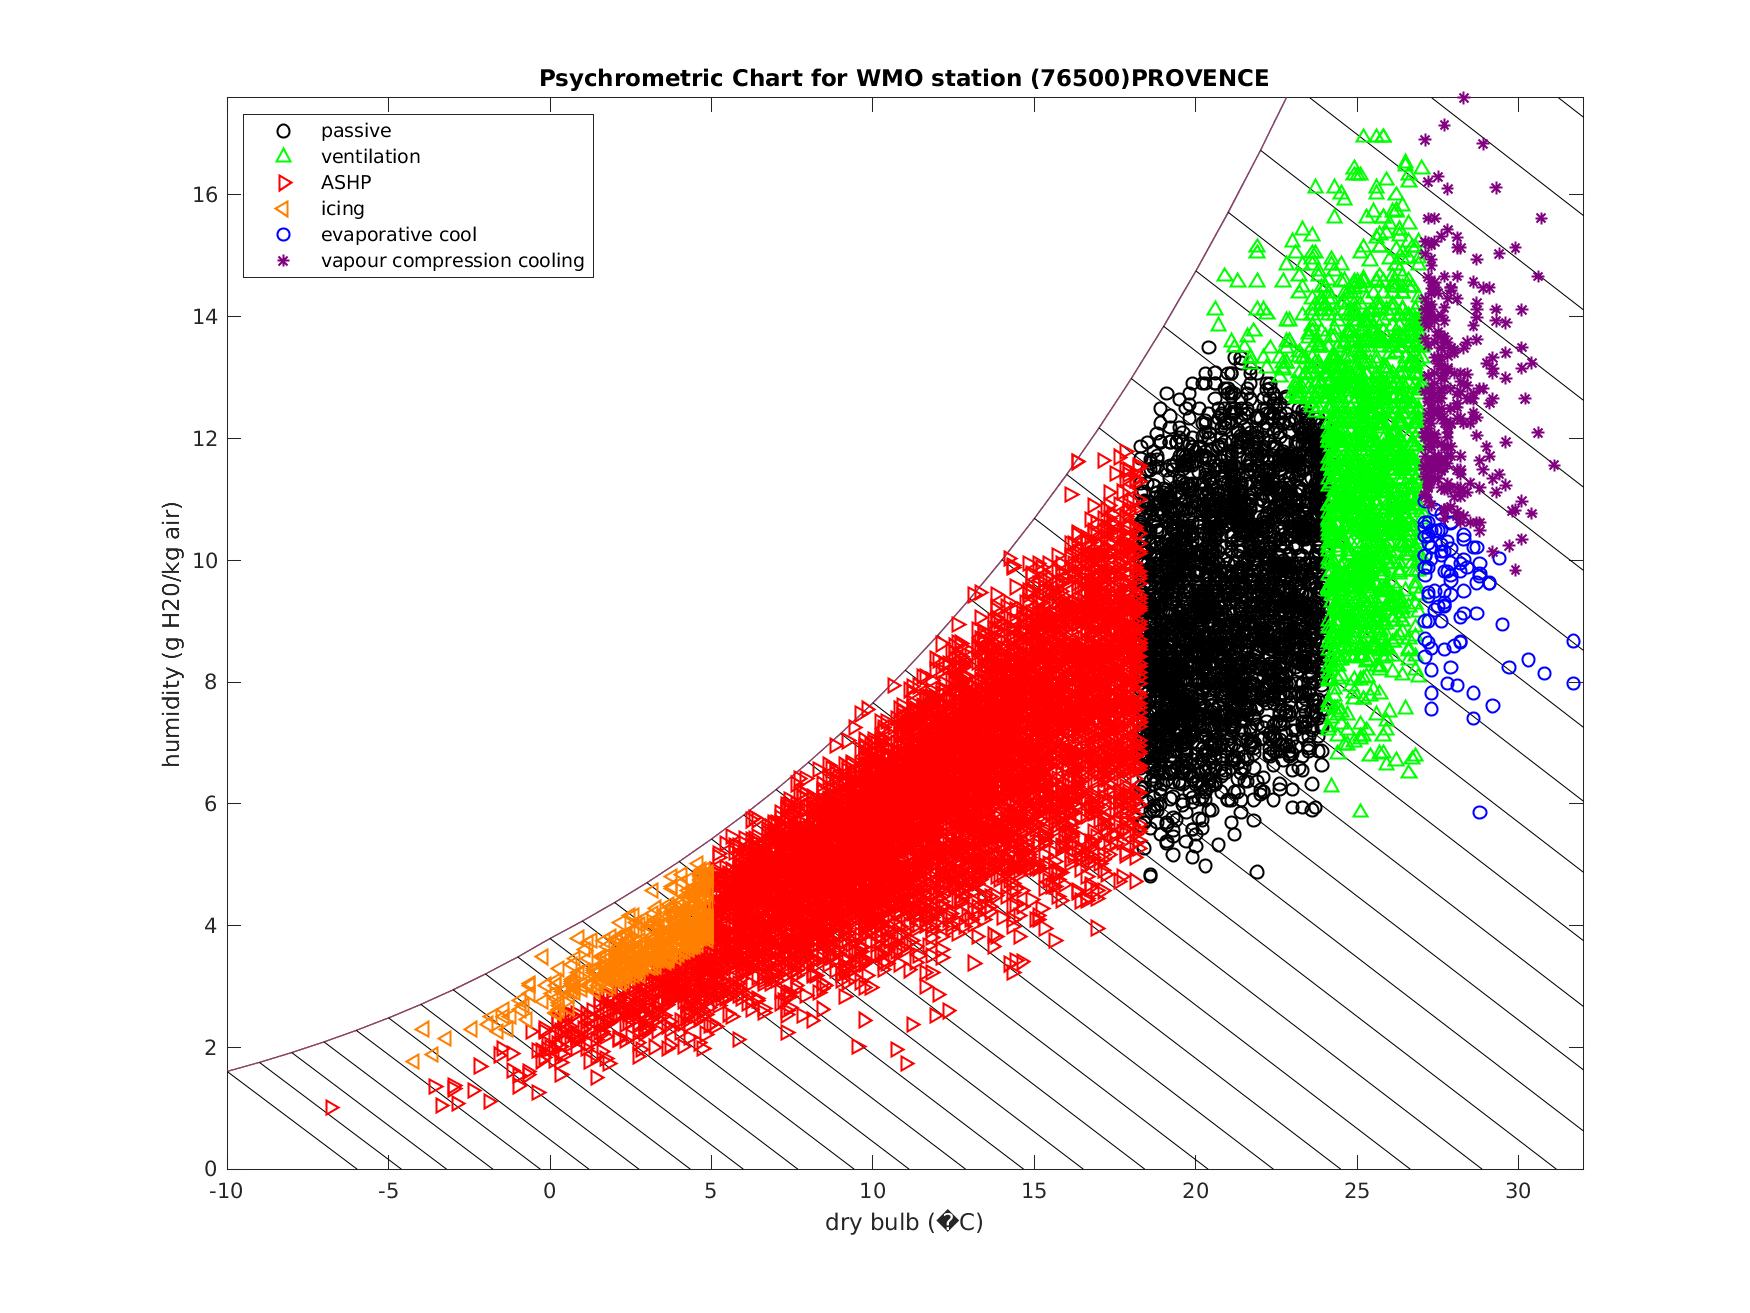 Psychrometric Chart for WMO station (76500)PROVENCE
passive
ventilation
ASHP
icing
evaporative cool
vapour compression cooling
humidity (g H20/kg air)
16
14
12
10
8
6
4
2
0
-10 -5 0 5 10 15 20 25 30
dry bulb (�C)